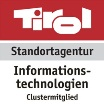 Tirol
Standortagentur
Informations-
technologien
Clustermitglied